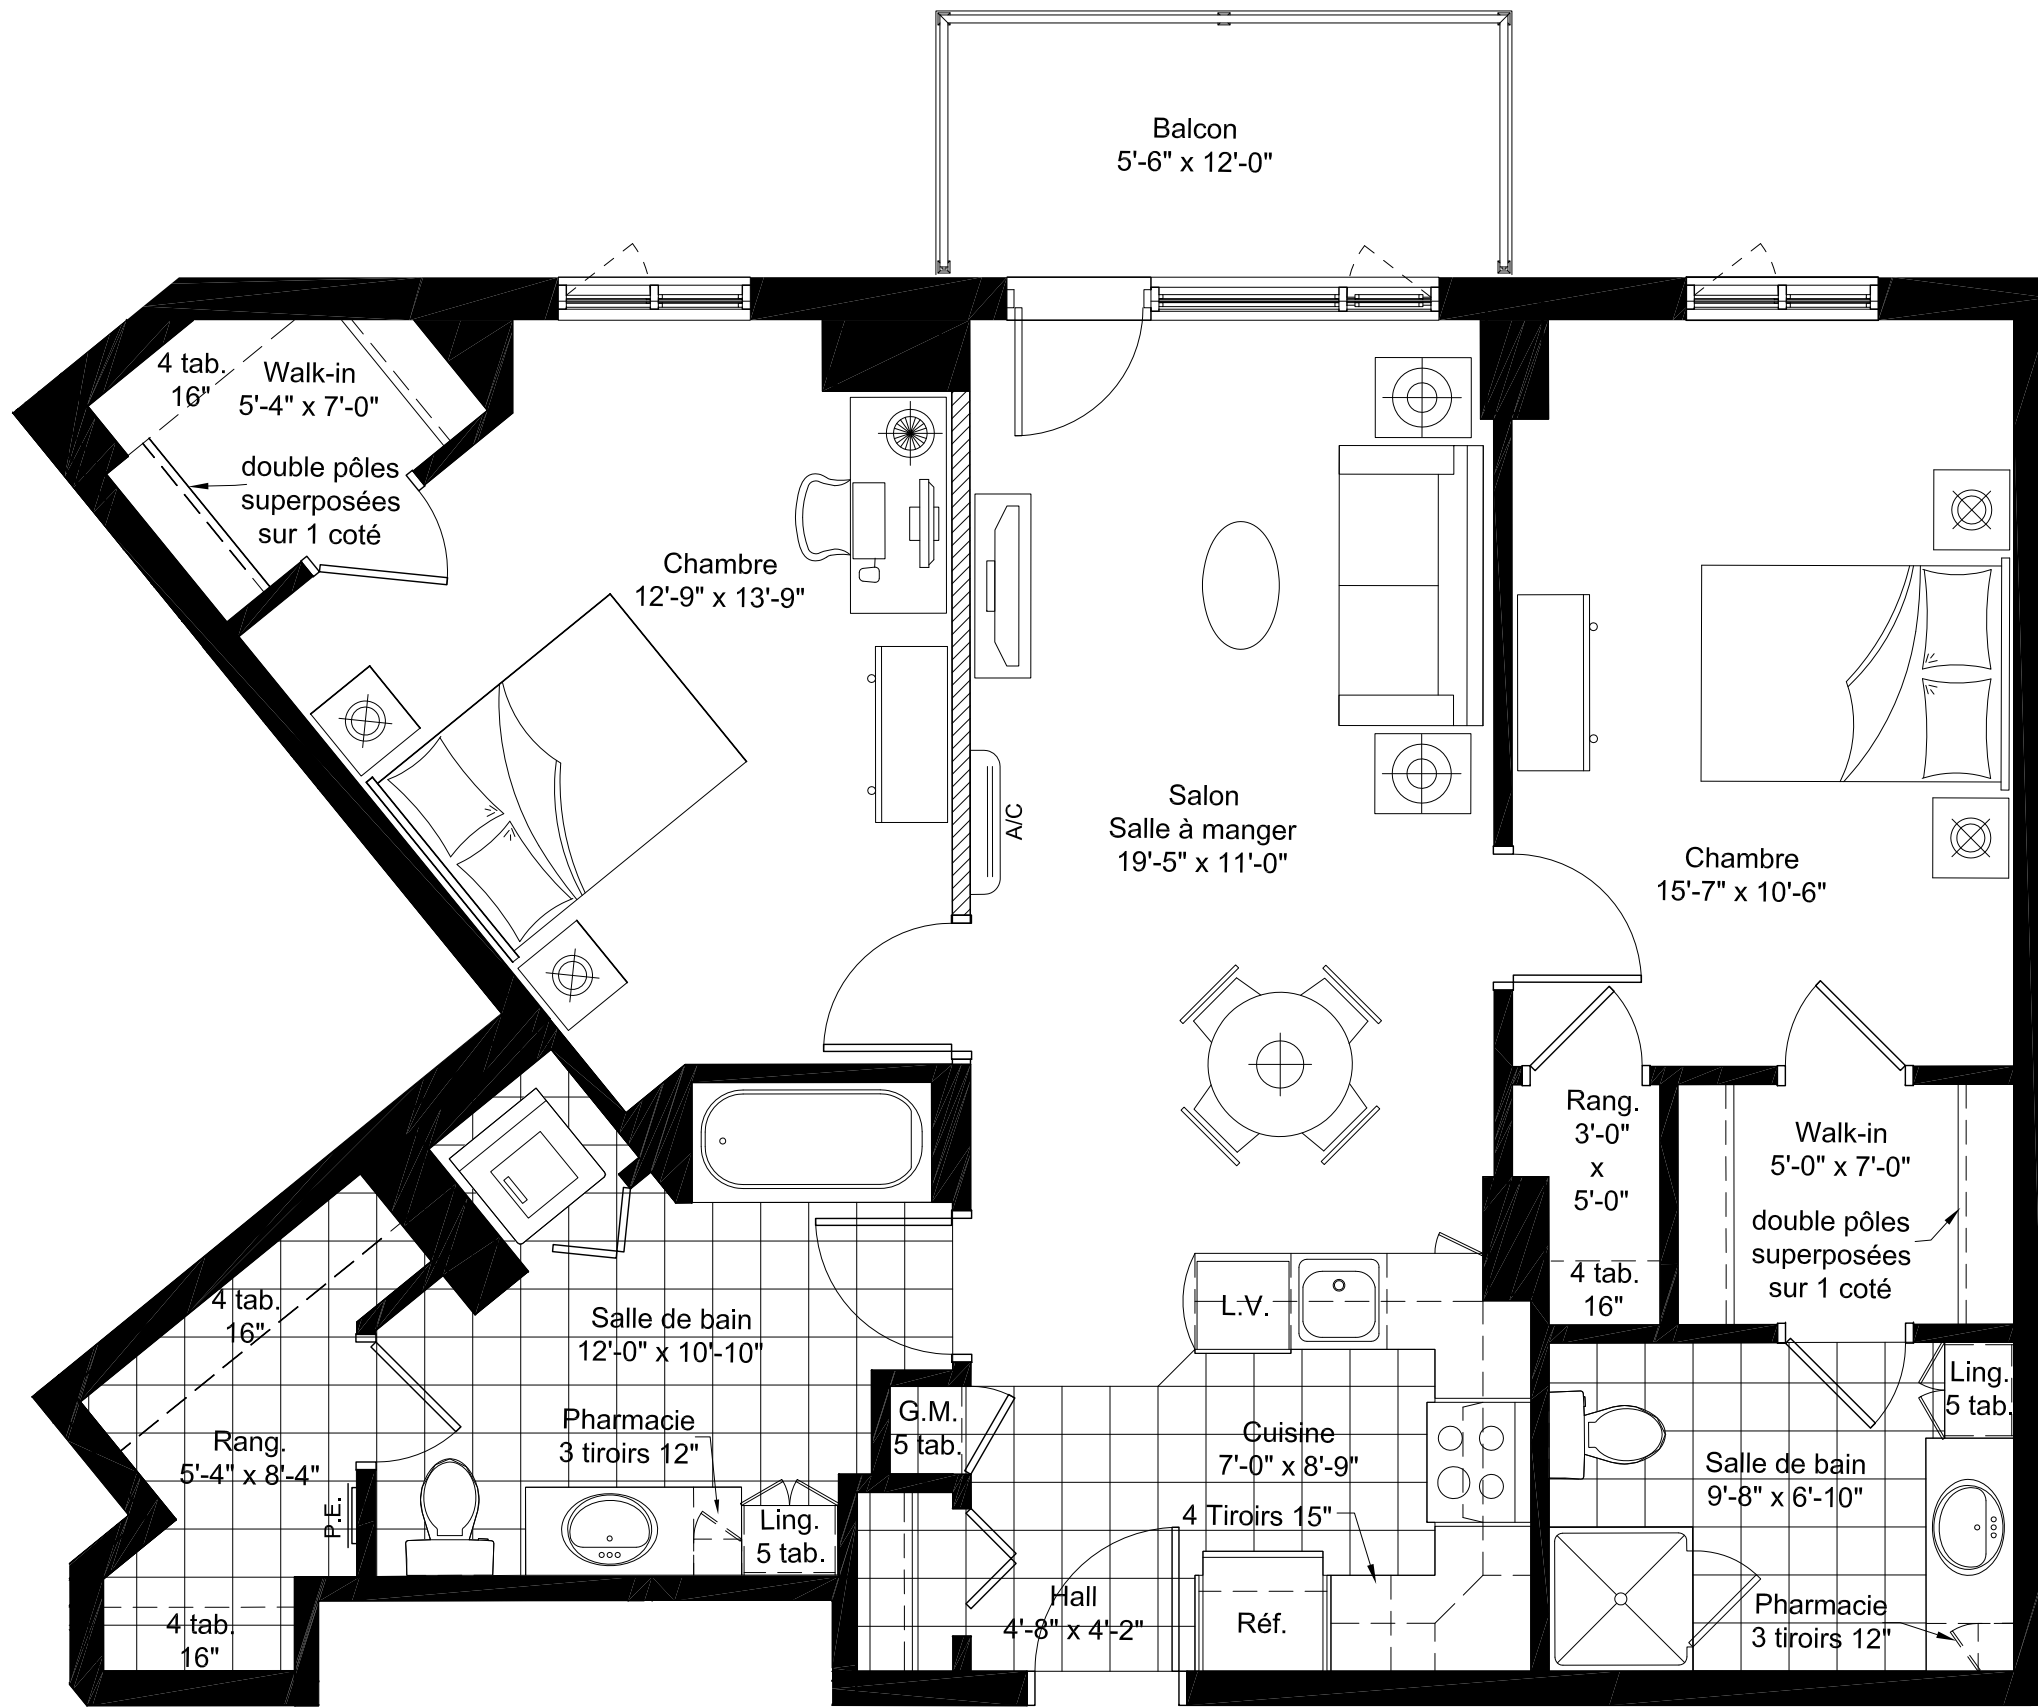 Balcon
5'-6" x 12'-0"
4 tab.
16"
Walk-in
5'-4" x 7'-0"
double pôles
superposées
sur 1 coté
Chambre
12'-9" x 13'-9"
A/C
Salon
Salle à manger
19'-5" x 11'-0"
Chambre
15'-7" x 10'-6"
Rang.
3'-0"
x
5'-0"
4 tab.
16"
Walk-in
5'-0" x 7'-0"
double pôles
superposées
sur 1 coté
4 tab.
16"
Rang.
5'-4" x 8'-4"
P.E.
4 tab.
16"
Salle de bain
12'-0" x 10'-10"
Pharmacie
3 tiroirs 12"
Ling.
5 tab.
G.M.
5 tab.
L.V.
Cuisine
7'-0" x 8'-9"
4 Tiroirs 15"
Hall
4'-8" x 4'-2"
Réf.
Ling.
5 tab.
Salle de bain
9'-8" x 6'-10"
Pharmacie
3 tiroirs 12"